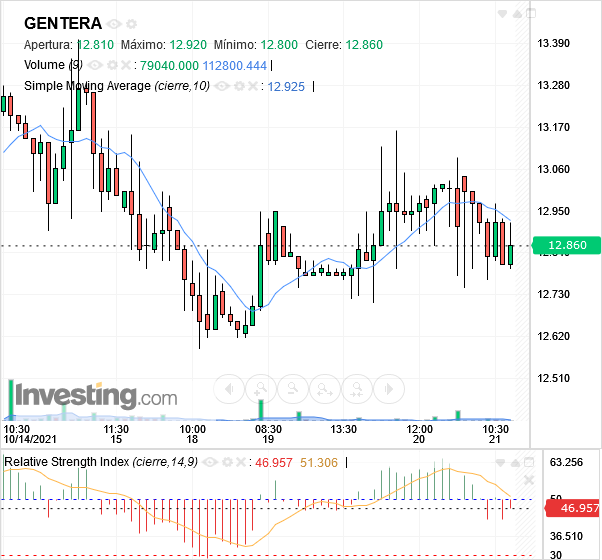 GENTERA
Apertura: 12.810 Máximo: 12.920 Mínimo: 12.800 Cierre: 12.860
Volume (9) : 79040.000 112800.444
Simple Moving Average (cierre,10) : 12.925
13.390
13.280
13.170
13.060
12.950
12.860
12.730
12.620
12.510
Investing.com
10:30 11:30 10:00 09:30 13:30 12:00 10:30
10/14/2021 15 18 19 20 21
Relative Strength Index (cierre,14,9) : 46.957 51.306
63.256
50
46.957
36.510
30